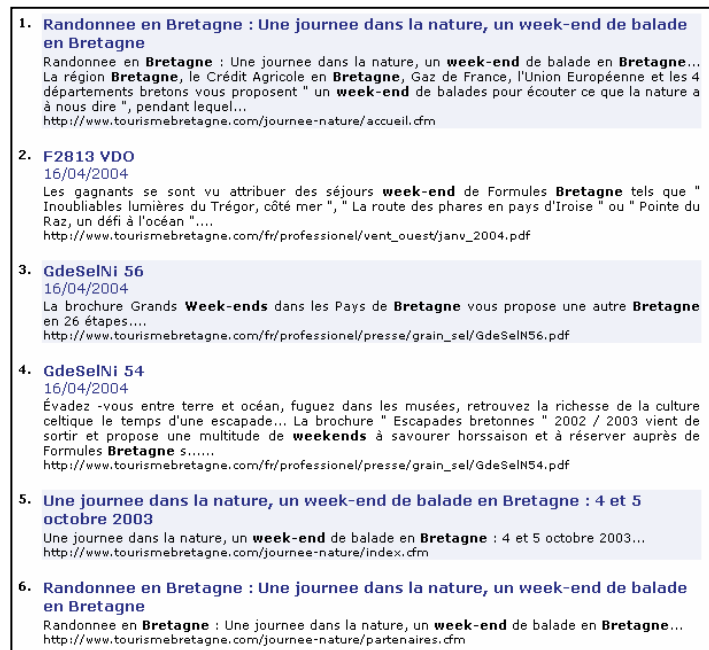 1. Randonnee en Bretagne : Une journee dans la nature, un week-end de balade
en Bretagne
Randonnee en Bretagne : Une journee dans la nature, un week-end de balade en Bretagne...
La région Bretagne, le Crédit Agricole en Bretagne, Gaz de France, l'Union Européenne et les 4
départements bretons vous proposent " un week-end de balades pour écouter ce que la nature a
à nous dire ", pendant lequel...
http://www.tourismebretagne.com/journee-nature/accueil.cfm
2. F2813 VDO
16/04/2004
Les gagnants se sont vu attribuer des séjours week-end de Formules Bretagne tels que "
Inoubliables lumières du Trégor, côté mer ", " La route des phares en pays d'Iroise " ou " Pointe du
Raz, un défi à l'océan "....
http://www.tourismebretagne.com/fr/professionel/vent_ouest/janv_2004.pdf
3. GdeSelNi 56
16/04/2004
La brochure Grands Week-ends dans les Pays de Bretagne vous propose une autre Bretagne
en 26 étapes....
http://www.tourismebretagne.com/fr/professionel/presse/grain_sel/GdeSelN56.pdf
4. GdeSelNi 54
16/04/2004
Évadez -vous entre terre et océan, fuguez dans les musées, retrouvez la richesse de la culture
celtique le temps d'une escapade... La brochure " Escapades bretonnes " 2002 / 2003 vient de
sortir et propose une multitude de weekends à savourer horssaison et à réserver auprès de
Formules Bretagne s......
http://www.tourismebretagne.com/fr/professionel/presse/grain_sel/GdeSelN54.pdf
5. Une journee dans la nature, un week-end de balade en Bretagne : 4 et 5
octobre 2003
Une journee dans la nature, un week-end de balade en Bretagne : 4 et 5 octobre 2003...
http://www.tourismebretagne.com/journee-nature/index.cfm
6. Randonnee en Bretagne : Une journee dans la nature, un week-end de balade
en Bretagne
Randonnee en Bretagne : Une journee dans la nature, un week-end de balade en Bretagne...
http://www.tourismebretagne.com/journee-nature/partenaires.cfm